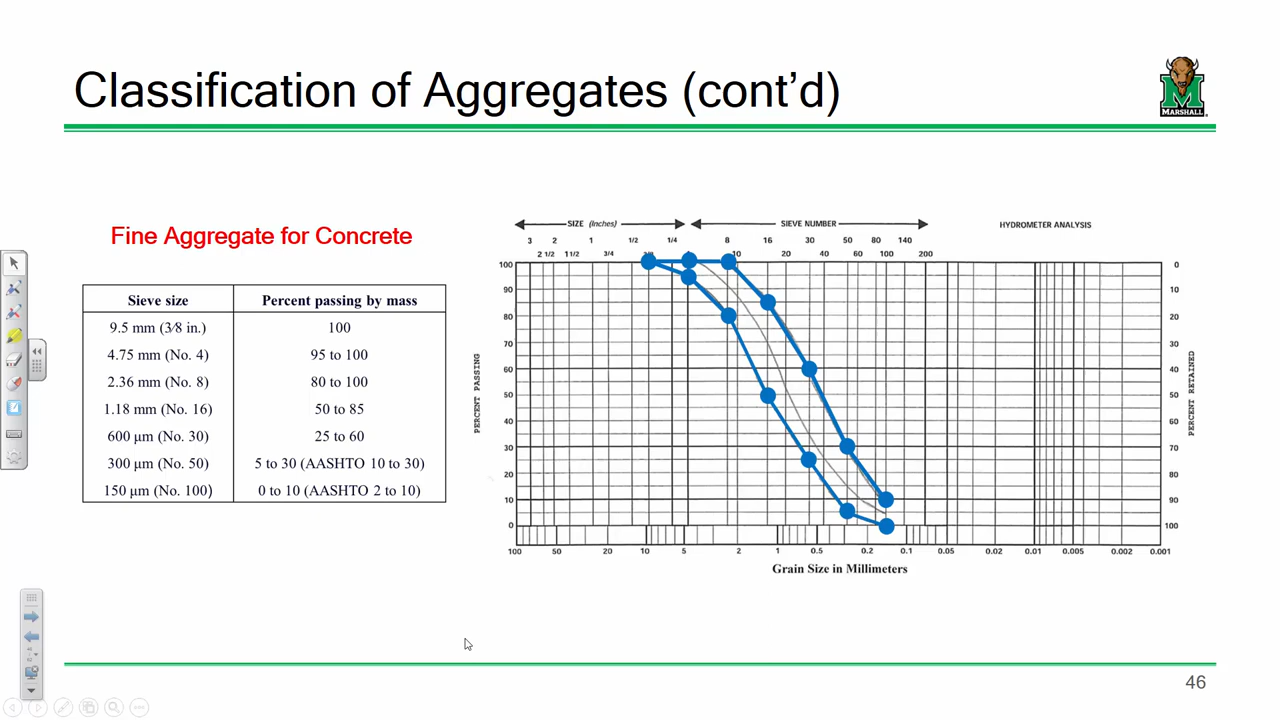 Classification of Aggregates (cont’d)
MARSHALL
Fine Aggregate for Concrete
Sieve size Percent passing by mass
9.5 mm (3⁄8 in.) 100
4.75 mm (No. 4) 95 to 100
2.36 mm (No. 8) 80 to 100
1.18 mm (No. 16) 50 to 85
600 μm (No. 30) 25 to 60
300 μm (No. 50) 5 to 30 (AASHTO 10 to 30)
150 μm (No. 100) 0 to 10 (AASHTO 2 to 10)
SIZE (Inches) SIEVE NUMBER HYDROMETER ANALYSIS
3 2 1 1/2 1/4 8 16 30 50 80 140
2 1/2 1 1/2 3/4 10 20 40 60 100 200
100 0
90 10
80 20
70 30
60 40
50 50
40 60
30 70
20 80
10 90
0 100
PERCENT PASSING
PERCENT RETAINED
100 50 20 10 5 2 1 0.5 0.2 0.1 0.05 0.02 0.01 0.005 0.002 0.001
Grain Size in Millimeters
46